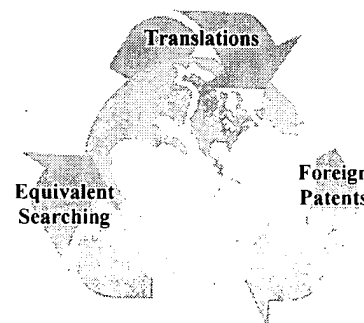 Translations
Equivalent
Searching
Foreign
Patents